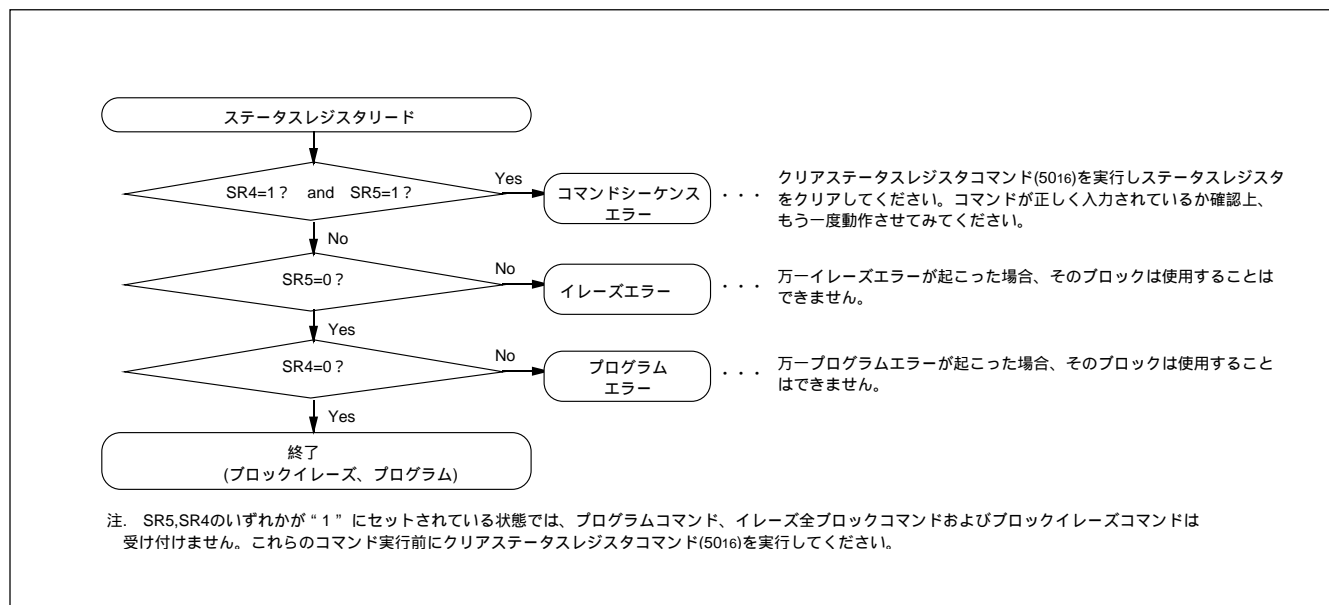 ステータスレジスタリード
SR4=1？ and SR5=1？
Yes
コマンドシーケンス
エラー
・・・
クリアステータスレジスタコマンド(5016)を実行しステータスレジスタ
をクリアしてください。コマンドが正しく入力されているか確認上、
もう一度動作させてみてください。
No
SR5=0？
No
イレーズエラー
・・・
万一イレーズエラーが起こった場合、そのブロックは使用することは
できません。
Yes
SR4=0？
No
プログラム
エラー
・・・
万一プログラムエラーが起こった場合、そのブロックは使用すること
はできません。
Yes
終了
(ブロックイレーズ、プログラム)
注. SR5,SR4のいずれかが“1”にセットされている状態では、プログラムコマンド、イレーズ全ブロックコマンドおよびブロックイレーズコマンドは
受け付けません。これらのコマンド実行前にクリアステータスレジスタコマンド(5016)を実行してください。